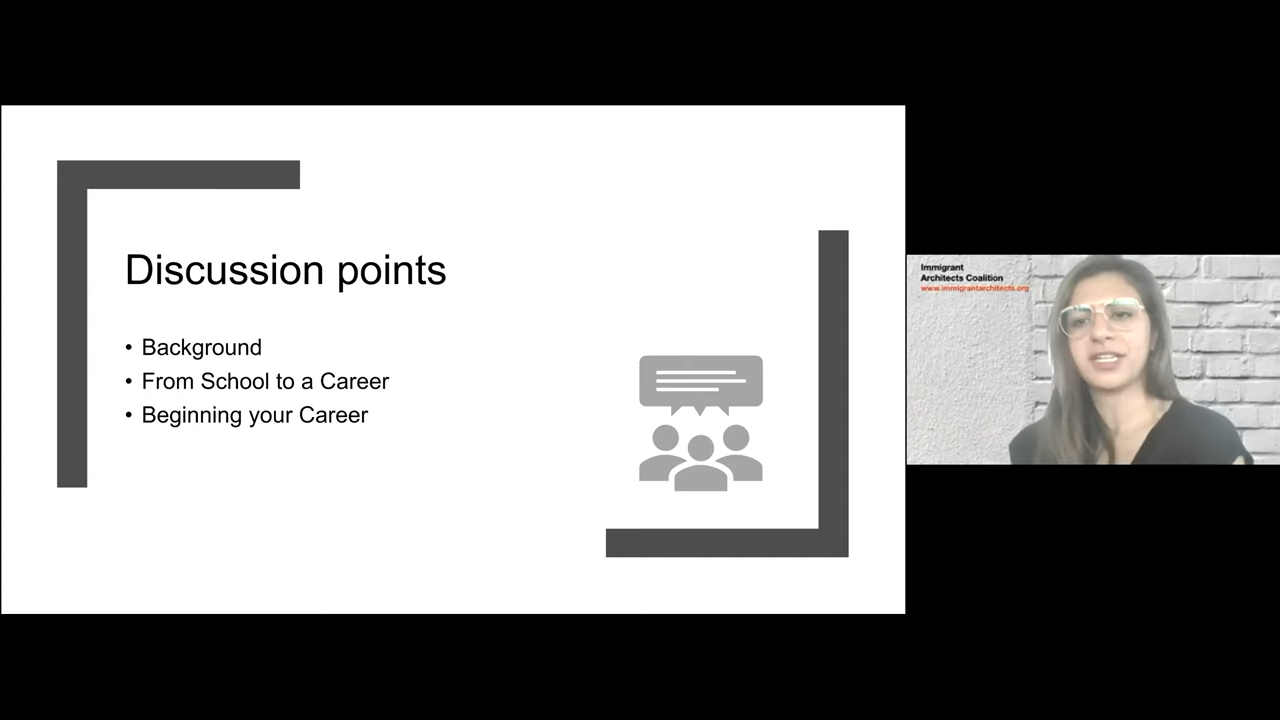 Discussion points
• Background
• From School to a Career
• Beginning your Career
Immigrant
Architects Coalition
www.immigrantarchitects.org